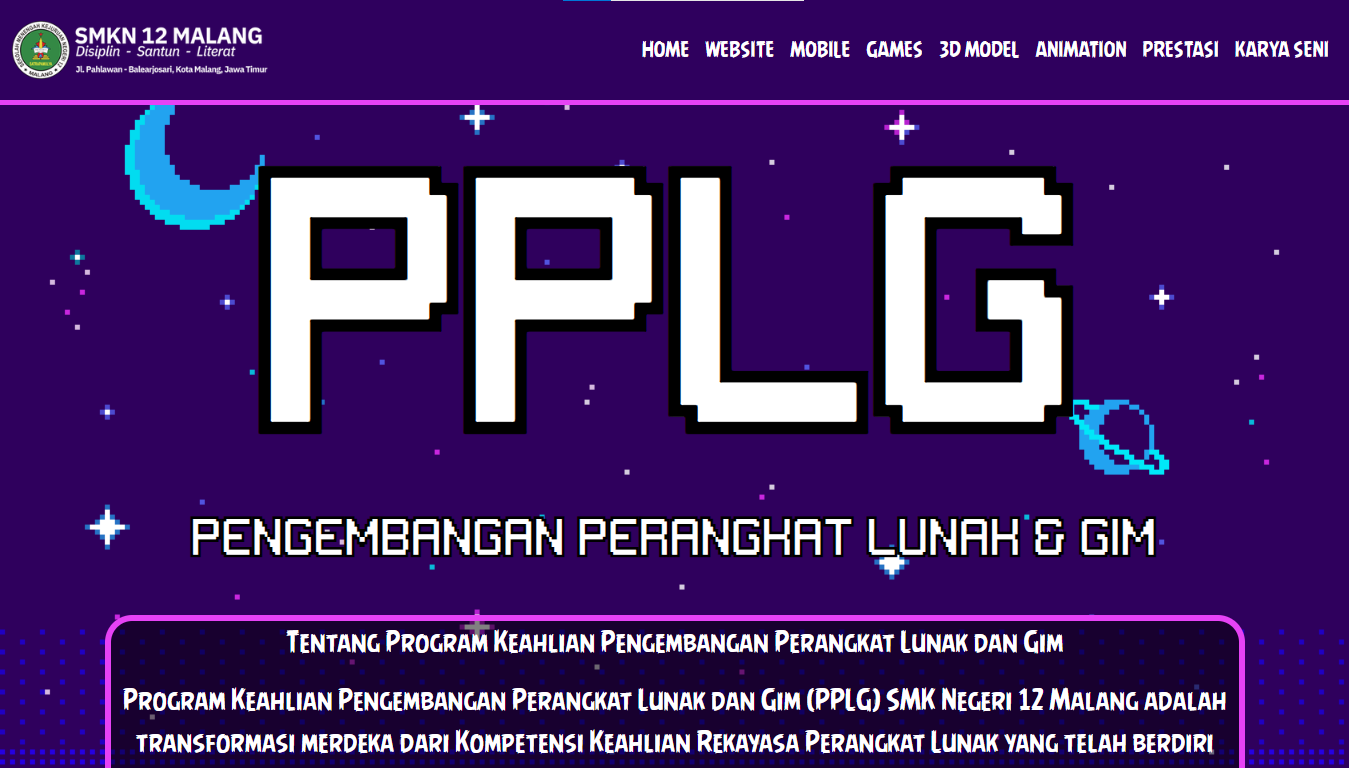 SMKN 12 MALANG
Disiplin - Santun - Literat
Jl. Pahlawan - Balearjosari, Kota Malang, Jawa Timur
HOME WEBSITE MOBILE GAMES 3D MODEL ANIMATION PRESTASI KARYA SENI
PPLG
PENGEMBANGAN PERANGKAT LUNAK & GIM
Tentang Program Keahlian Pengembangan Perangkat Lunak dan Gim
Program Keahlian Pengembangan Perangkat Lunak dan Gim (PPLG) SMK Negeri 12 Malang adalah
transformasi merdeka dari Kompetensi Keahlian Rekayasa Perangkat Lunak yang telah berdiri